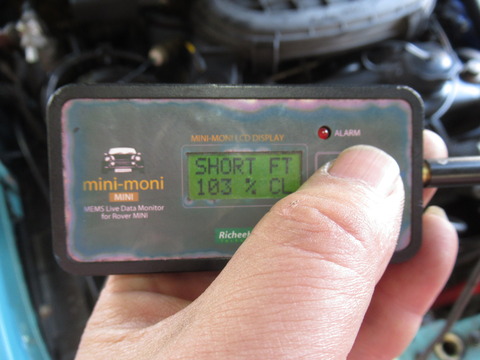 MINI-MONI LCD DISPLAY
ALARM
SHORT FT
103 % CL
mini-moni
MINI
MEMS Live Data Monitor
for Rover MINI